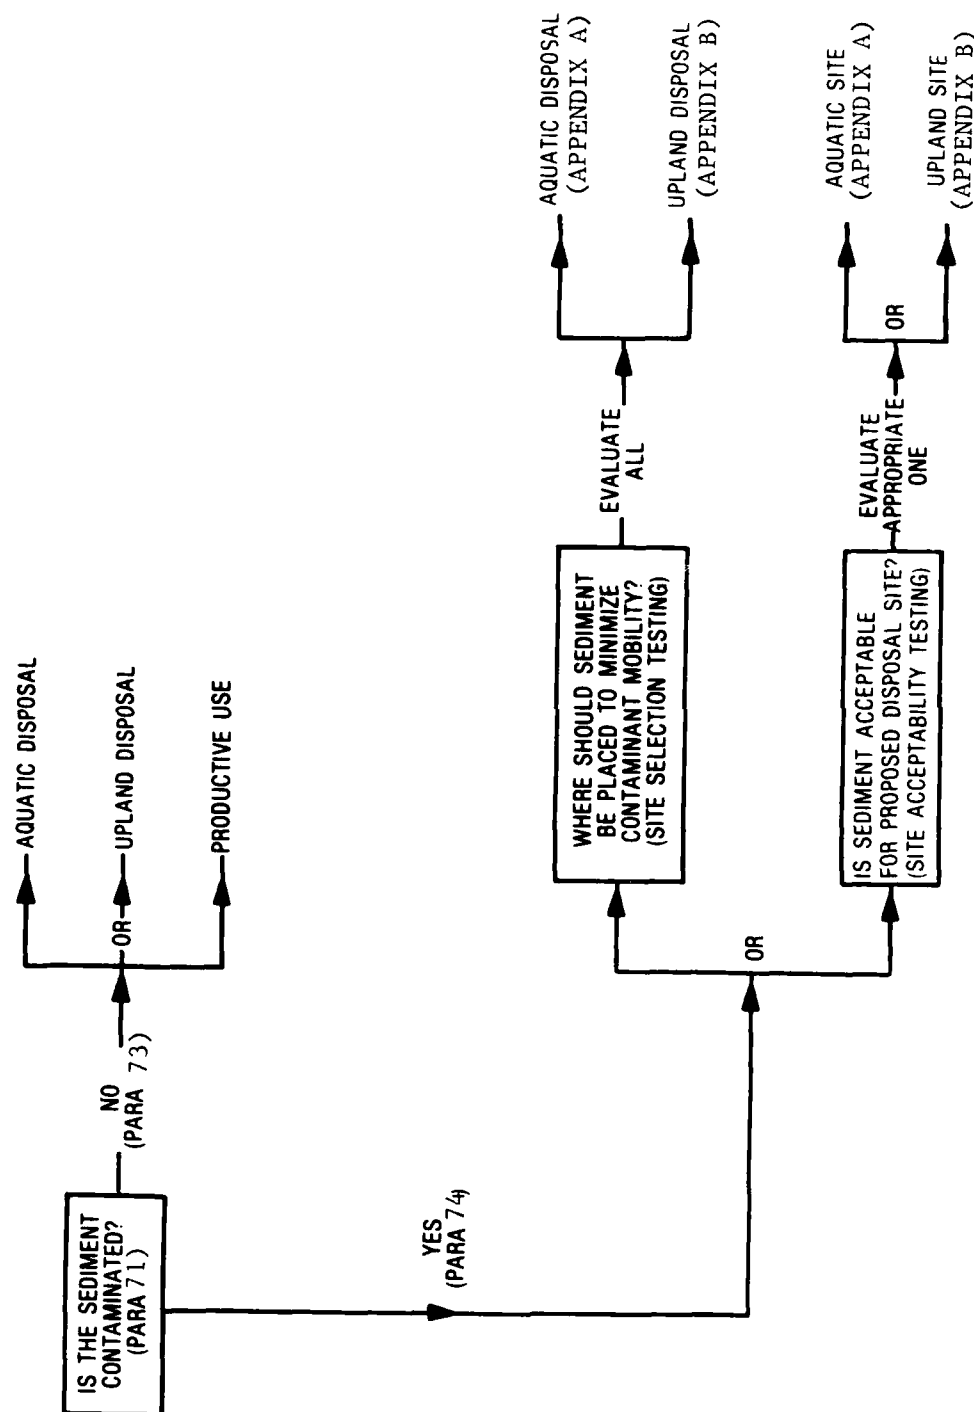 IS THE SEDIMENT
CONTAMINATED?
(PARA 71)
NO
(PARA 73)
OR
AQUATIC DISPOSAL
UPLAND DISPOSAL
PRODUCTIVE USE
YES
(PARA 74)
OR
WHERE SHOULD SEDIMENT
BE PLACED TO MINIMIZE
CONTAMINANT MOBILITY?
(SITE SELECTION TESTING)
EVALUATE
ALL
AQUATIC DISPOSAL
(APPENDIX A)
UPLAND DISPOSAL
(APPENDIX B)
IS SEDIMENT ACCEPTABLE
FOR PROPOSED DISPOSAL SITE?
(SITE ACCEPTABILITY TESTING)
EVALUATE
APPROPRIATE
ONE
OR
AQUATIC SITE
(APPENDIX A)
UPLAND SITE
(APPENDIX B)